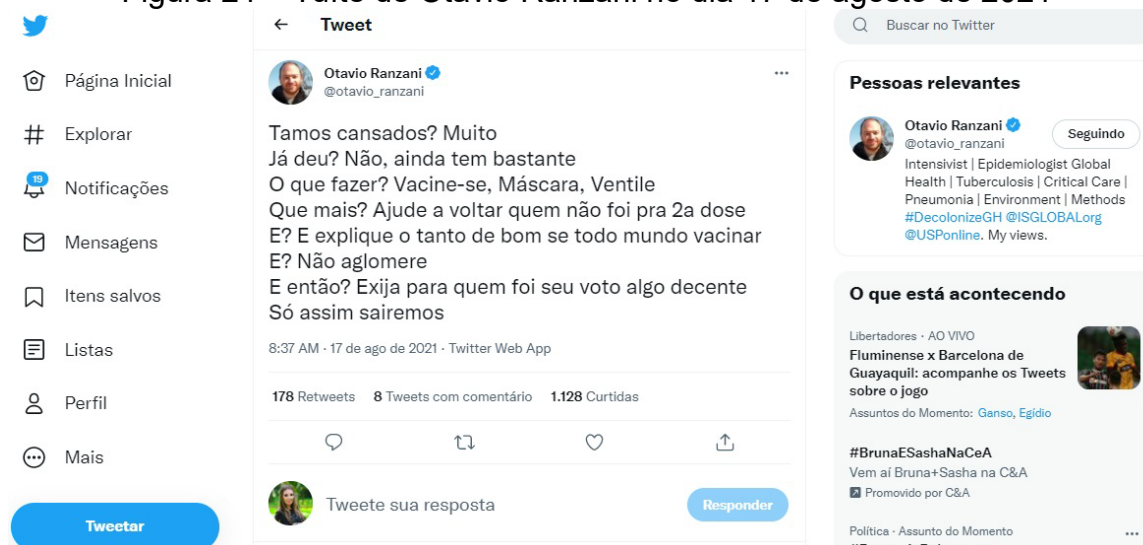 Tweet
Página Inicial
Explorar
19
Notificações
Mensagens
Itens salvos
Listas
Perfil
Mais
Tweetar
Otavio Ranzani
@otavio_ranzani
Tamos cansados? Muito
Já deu? Não, ainda tem bastante
O que fazer? Vacine-se, Máscara, Ventile
Que mais? Ajude a voltar quem não foi pra 2a dose
E? E explique o tanto de bom se todo mundo vacinar
E? Não aglomere
E então? Exija para quem foi seu voto algo decente
Só assim sairemos
8:37 AM · 17 de ago de 2021 · Twitter Web App
178 Retweets 8 Tweets com comentário 1.128 Curtidas
Tweete sua resposta
Responder
Buscar no Twitter
Pessoas relevantes
Otavio Ranzani
@otavio_ranzani
Seguindo
Intensivist | Epidemiologist Global
Health | Tuberculosis | Critical Care |
Pneumonia | Environment | Methods
#DecolonizeGH @ISGLOBALorg
@USPonline. My views.
O que está acontecendo
Libertadores · AO VIVO
Fluminense x Barcelona de
Guayaquil: acompanhe os Tweets
sobre o jogo
Assuntos do Momento: Ganso, Egídio
#BrunaESashaNaCeA
Vem aí Bruna+Sasha na C&A
Promovido por C&A
Política · Assunto do Momento